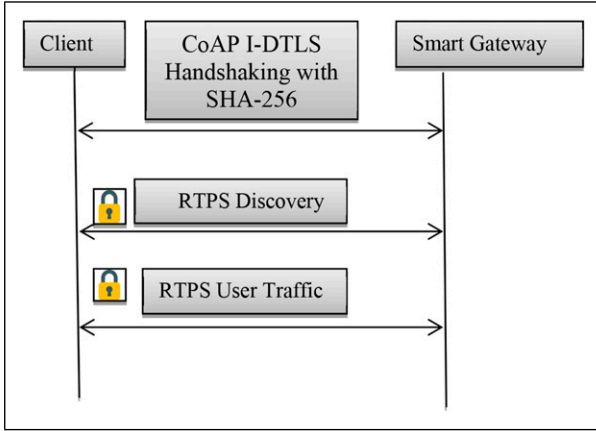 Client
CoAP I-DTLS
Handshaking with
SHA-256
Smart Gateway
RTPS Discovery
RTPS User Traffic